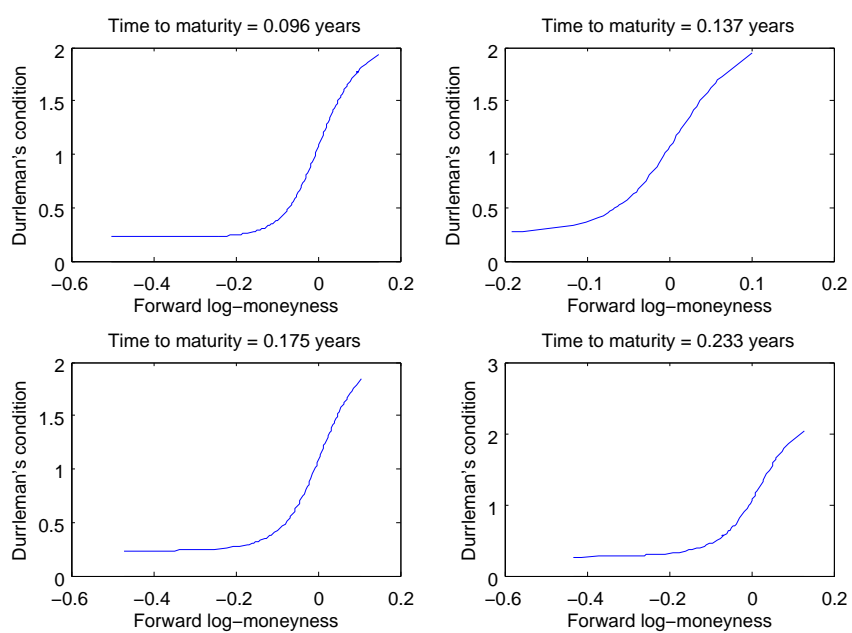 Time to maturity = 0.096 years
2
1.5
1
0.5
0
Durrleman's condition
−0.6 −0.4 −0.2 0 0.2
Forward log−moneyness
Time to maturity = 0.137 years
2
1.5
1
0.5
0
Durrleman's condition
−0.2 −0.1 0 0.1 0.2
Forward log−moneyness
Time to maturity = 0.175 years
2
1.5
1
0.5
0
Durrleman's condition
−0.6 −0.4 −0.2 0 0.2
Forward log−moneyness
Time to maturity = 0.233 years
3
2
1
0
Durrleman's condition
−0.6 −0.4 −0.2 0 0.2
Forward log−moneyness